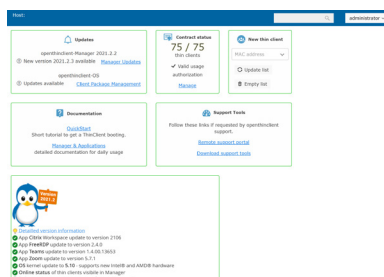 Host:
administrator
Updates
openthinclient-Manager 2021.2.2
New version 2021.2.3 available Manager Updates
openthinclient-OS
Updates available Client Package Management
Contract status
75 / 75
thin clients
Valid usage
authorisation
Manage
New thin client
MAC address
Update list
Empty list
Documentation
QuickStart
Short tutorial to get a ThinClient booting.
Manager & Applications
detailed documentation for daily usage
Support Tools
Follow these links if requested by openthinclient
support.
Remote support portal
Download support tools
Version
2021.2
Detailed version information
App Citrix Workspace update to version 2106
App FreeRDP update to version 2.4.0
App Teams update to version 1.4.00.13653
App Zoom update to version 5.7.1
OS kernel update to 5.10 - supports new Intel® and AMD® hardware
Online status of thin clients visible in Manager